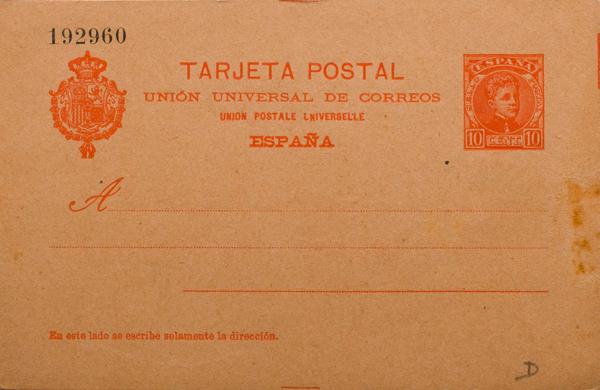 192960
TARJETA POSTAL
UNIÓN UNIVERSAL DE CORREOS
UNION POSTALE UNIVERSELLE
ESPAÑA
ESPAÑA
10 CENT. 10
A
En este lado se escribe solamente la dirección.
D